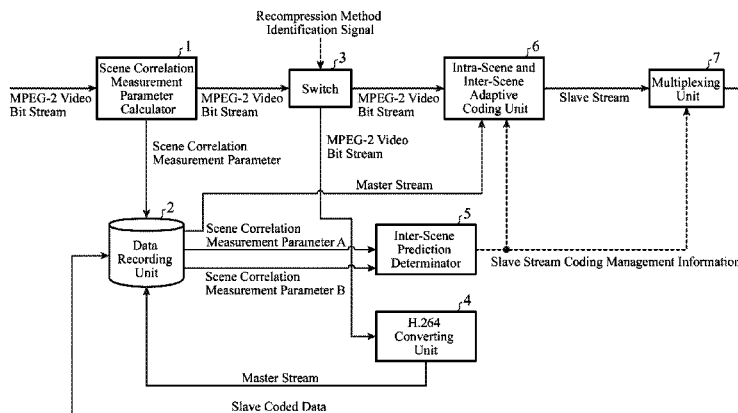 Recompression Method
Identification Signal
1
3
6
7
Scene Correlation
Measurement
Parameter
Calculator
Switch
Intra-Scene and
Inter-Scene
Adaptive
Coding Unit
Multiplexing
Unit
MPEG-2 Video
Bit Stream
MPEG-2 Video
Bit Stream
MPEG-2 Video
Bit Stream
Slave Stream
MPEG-2 Video
Bit Stream
Scene Correlation
Measurement Parameter
Master Stream
2
5
Data
Recording
Unit
Scene Correlation
Measurement Parameter A
Inter-Scene
Prediction
Determinator
Slave Stream Coding Management Information
Scene Correlation
Measurement Parameter B
4
H.264
Converting
Unit
Master Stream
Slave Coded Data